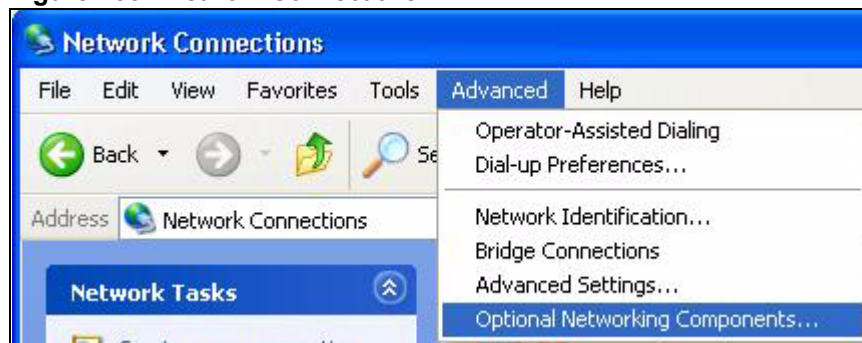 Network Connections
File Edit View Favorites Tools Advanced Help
Back
Operator-Assisted Dialing
Dial-up Preferences...
Address Network Connections
Network Identification...
Bridge Connections
Advanced Settings...
Optional Networking Components...
Network Tasks